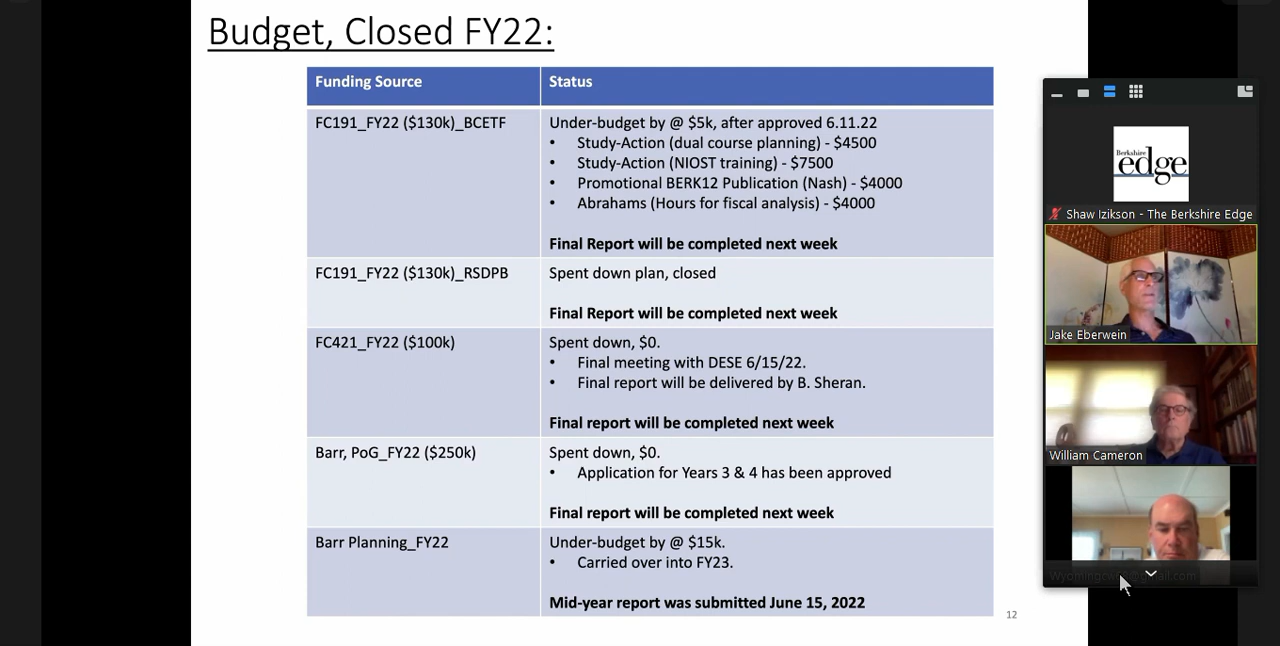 Budget, Closed FY22:
Funding Source
Status
FC191_FY22 ($130k)_BCETF
Under-budget by @ $5k, after approved 6.11.22
• Study-Action (dual course planning) - $4500
• Study-Action (NIOST training) - $7500
• Promotional BERK12 Publication (Nash) - $4000
• Abrahams (Hours for fiscal analysis) - $4000
Final Report will be completed next week
FC191_FY22 ($130k)_RSDPB
Spent down plan, closed
Final Report will be completed next week
FC421_FY22 ($100k)
Spent down, $0.
• Final meeting with DESE 6/15/22.
• Final report will be delivered by B. Sheran.
Final report will be completed next week
Barr, PoG_FY22 ($250k)
Spent down, $0.
• Application for Years 3 & 4 has been approved
Final report will be completed next week
Barr Planning_FY22
Under-budget by @ $15k.
• Carried over into FY23.
Mid-year report was submitted June 15, 2022
12
Berkshire
edge
Shaw Izikson - The Berkshire Edge
Jake Eberwein
William Cameron